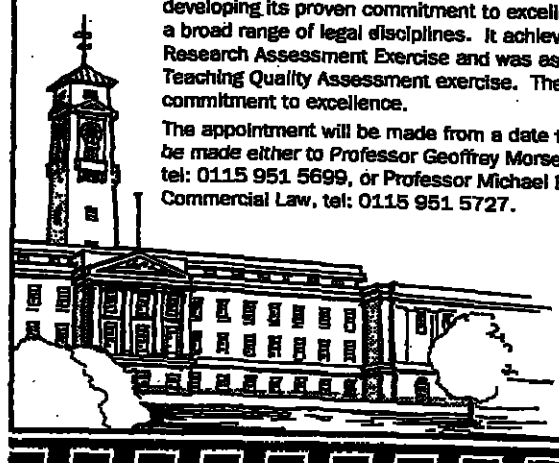 developing its proven commitment to excell
a broad range of legal disciplines. It achiev
Research Assessment Exercise and was as
Teaching Quality Assessment exercise. The
commitment to excellence.
The appointment will be made from a date t
be made either to Professor Geoffrey Morse
tel: 0115 951 5699, or Professor Michael
Commercial Law, tel: 0115 951 5727.